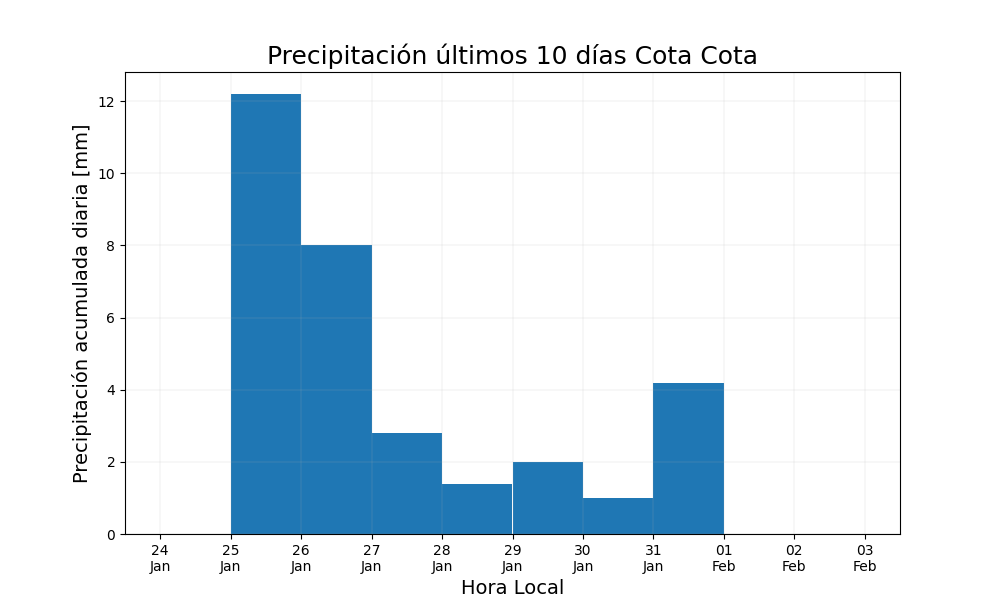 Precipitación últimos 10 días Cota Cota
Precipitación acumulada diaria [mm]
12
10
8
6
4
2
0
24 25 26 27 28 29 30 31 01 02 03
Jan Jan Jan Jan Jan Jan Jan Jan Feb Feb Feb
Hora Local